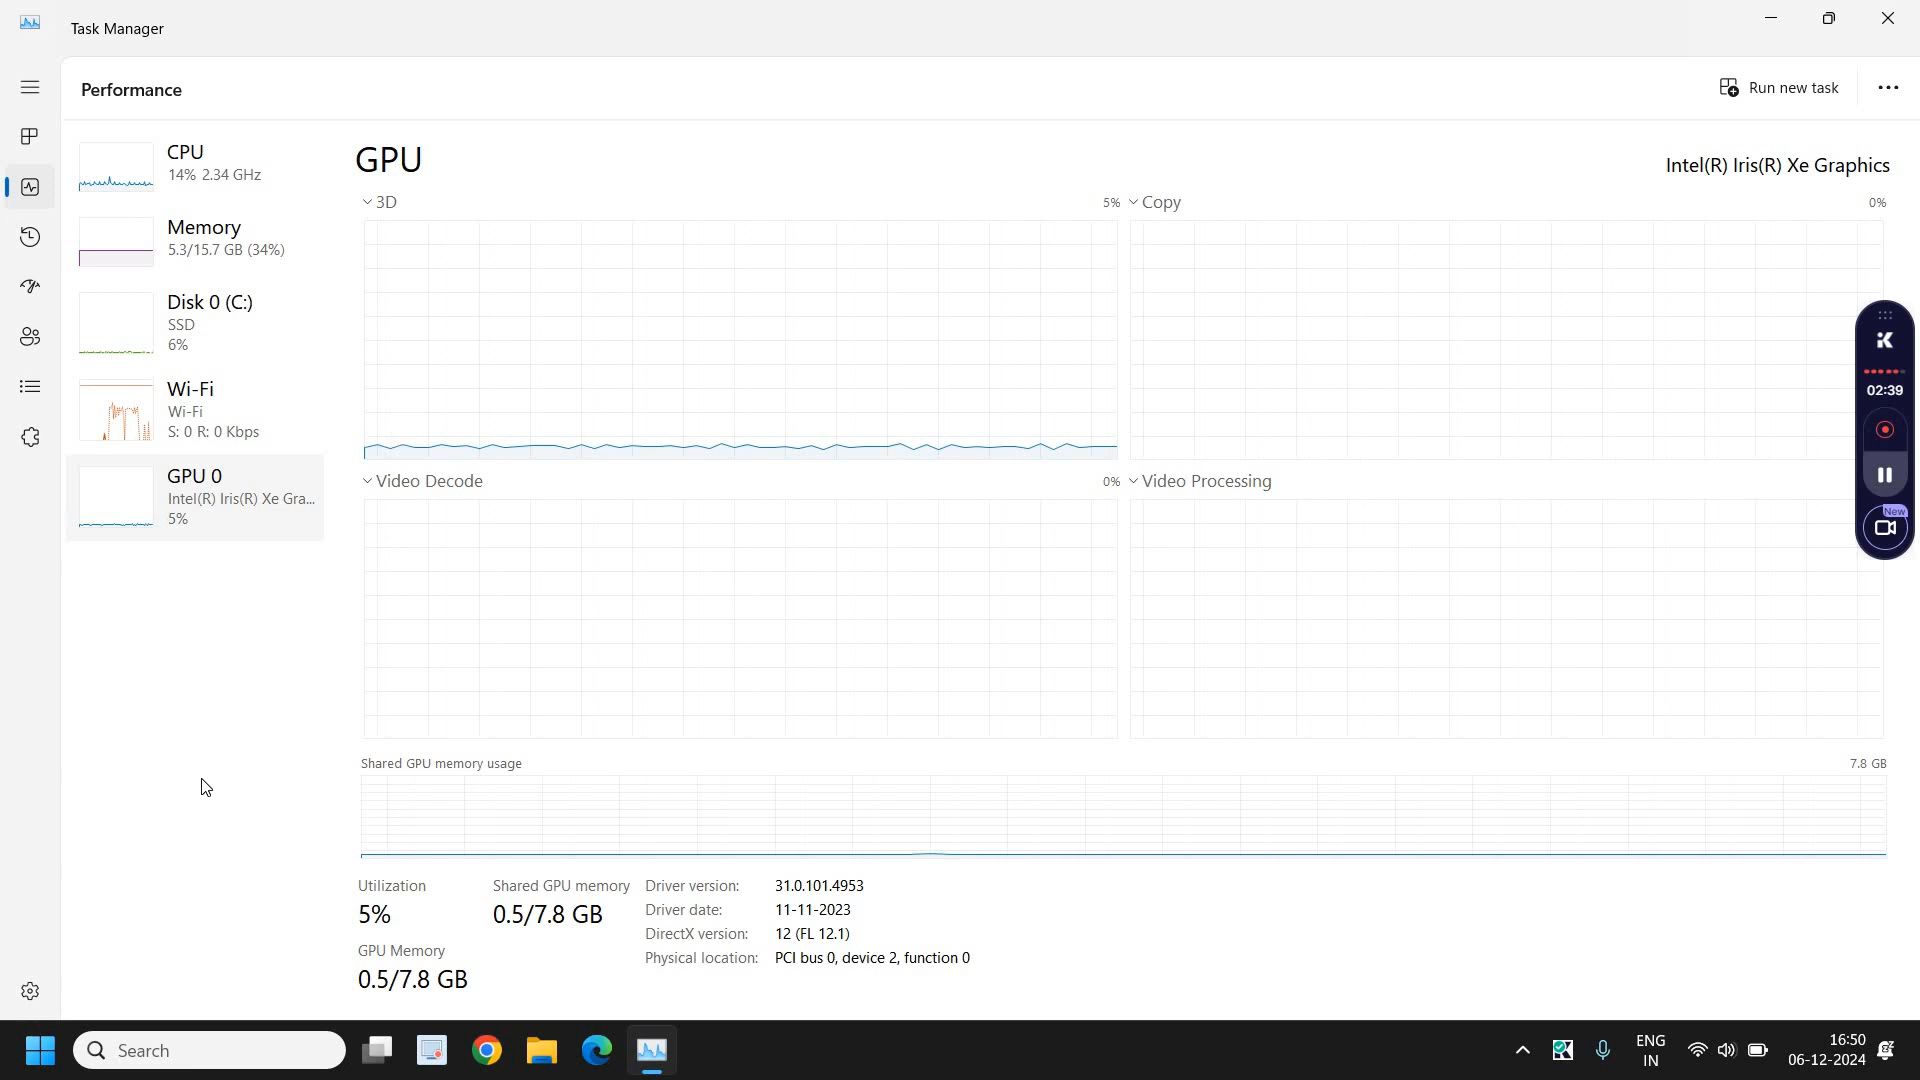 Task Manager
Performance
Run new task
CPU
14% 2.34 GHz
Memory
5.3/15.7 GB (34%)
Disk 0 (C:)
SSD
6%
Wi-Fi
Wi-Fi
S: 0 R: 0 Kbps
GPU 0
Intel(R) Iris(R) Xe Gra...
5%
GPU
Intel(R) Iris(R) Xe Graphics
3D 5%
Copy 0%
Video Decode 0%
Video Processing
Shared GPU memory usage 7.8 GB
Utilization
5%
Shared GPU memory
0.5/7.8 GB
GPU Memory
0.5/7.8 GB
Driver version: 31.0.101.4953
Driver date: 11-11-2023
DirectX version: 12 (FL 12.1)
Physical location: PCI bus 0, device 2, function 0
02:39
New
Search
ENG
IN
16:50
06-12-2024